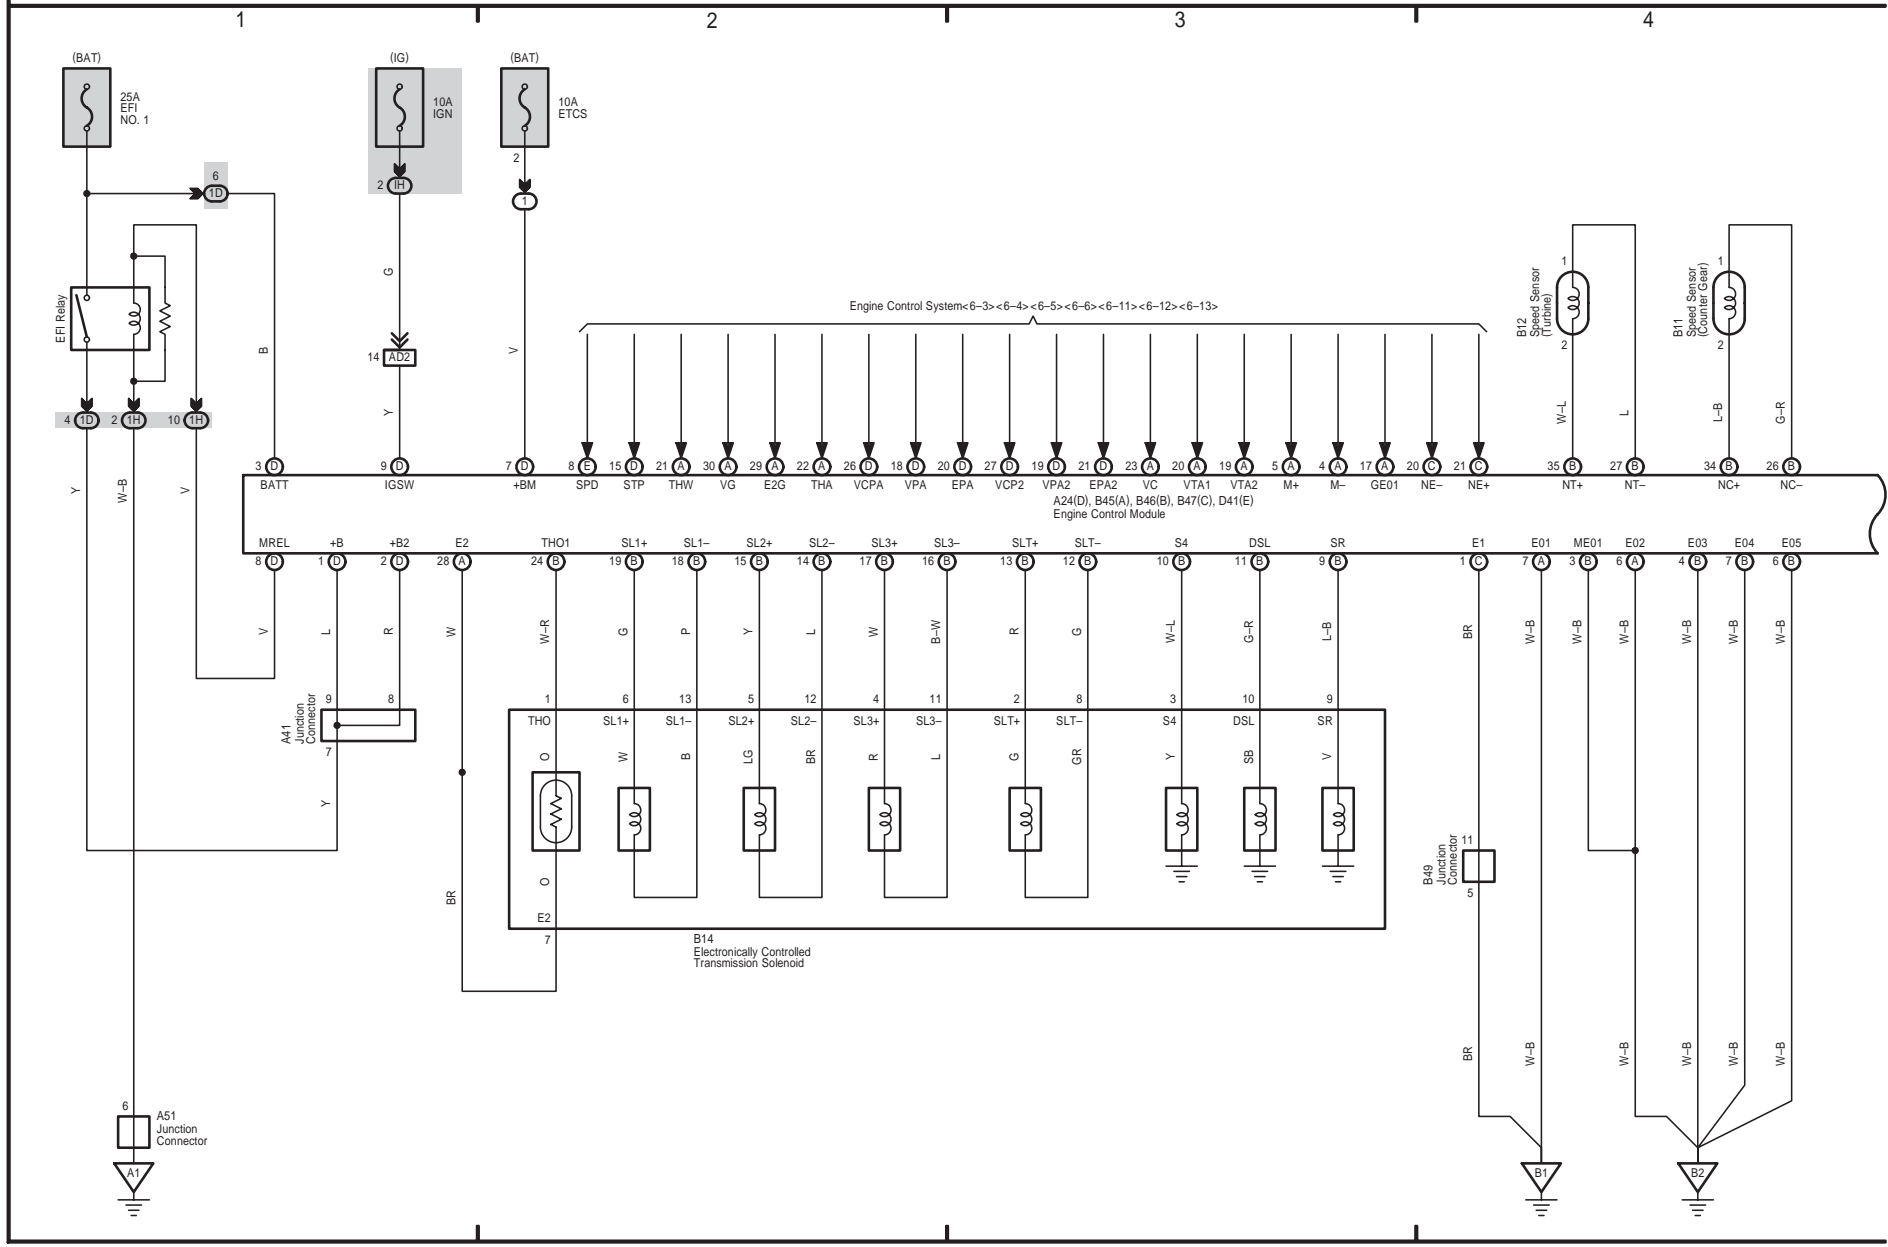 1 2 3 4
(BAT) (IG) (BAT)
25A
EFI
NO. 1
10A
IGN
10A
ETCS
2
6
1D
2 IH
1
G
Engine Control System<6–3><6–4><6–5><6–6><6–11><6–12><6–13>
EFI Relay
B
V
14 AD2
Y
1 1
B12
Speed Sensor
(Turbine)
B11
Speed Sensor
(Counter Gear)
2 2
W–L L L–B G–R
4 1D 2 1H 10 1H
3 D 9 D 7 D 8 E 15 D 21 A 30 A 29 A 22 A 26 D 18 D 20 D 27 D 19 D 21 D 23 A 20 A 19 A 5 A 4 A 17 A 20 C 21 C 35 B 27 B 34 B 26 B
BATT IGSW +BM SPD STP THW VG E2G THA VCPA VPA EPA VCP2 VPA2 EPA2 VC VTA1 VTA2 M+ M– GE01 NE– NE+ NT+ NT– NC+ NC–
Y W–B V
A24(D), B45(A), B46(B), B47(C), D41(E)
Engine Control Module
MREL +B +B2 E2 THO1 SL1+ SL1– SL2+ SL2– SL3+ SL3– SLT+ SLT– S4 DSL SR E1 E01 ME01 E02 E03 E04 E05
8 D 1 D 2 D 28 A 24 B 19 B 18 B 15 B 14 B 17 B 16 B 13 B 12 B 10 B 11 B 9 B 1 C 7 A 3 B 6 A 4 B 7 B 6 B
V L R W W–R G P Y L W B–W R G W–L G–R L–B BR W–B W–B W–B W–B W–B W–B
9 8 1 6 13 5 12 4 11 2 8 3 10 9
A41
Junction
Connector
THO SL1+ SL1– SL2+ SL2– SL3+ SL3– SLT+ SLT– S4 DSL SR
7
O W B LG BR R L G GR Y SB V
Y
11
B49
Junction
Connector
5
BR
O
E2
7
B14
Electronically Controlled
Transmission Solenoid
BR W–B W–B W–B W–B W–B
6
A51
Junction
Connector
A1 B1 B2